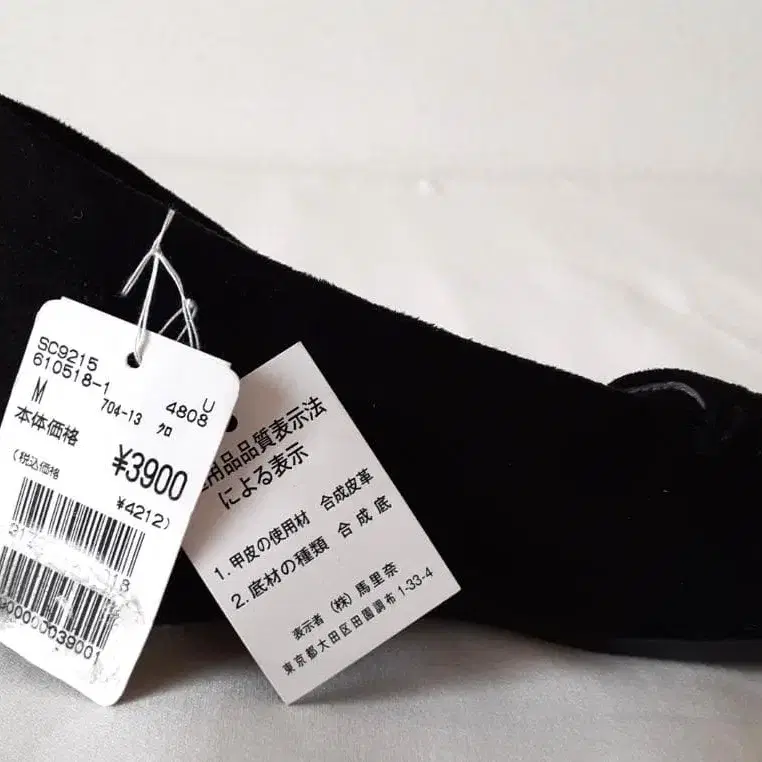 SC9215
610518-1 U
M 704-13 クロ 4808
本体価格
¥3900
(税込価格
¥4212)
0000039001
用品品質表示法
による表示
1. 甲皮の使用材 合成皮革
2. 底材の種類 合成底
表示者 (株)馬里奈
東京都大田区田園調布 1-33-4